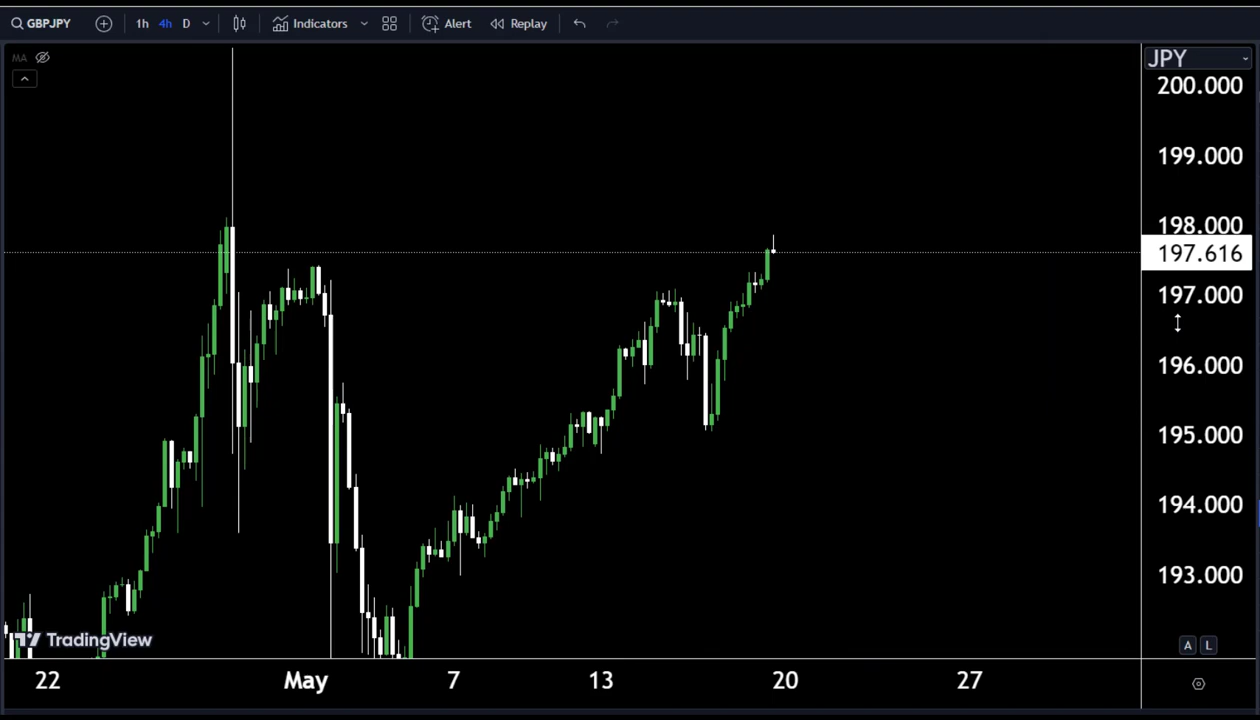 GBPJPY 1h 4h D Indicators Alert Replay
MA
JPY
200.000
199.000
198.000
197.616
197.000
196.000
195.000
194.000
193.000
TradingView
A L
22 May 7 13 20 27